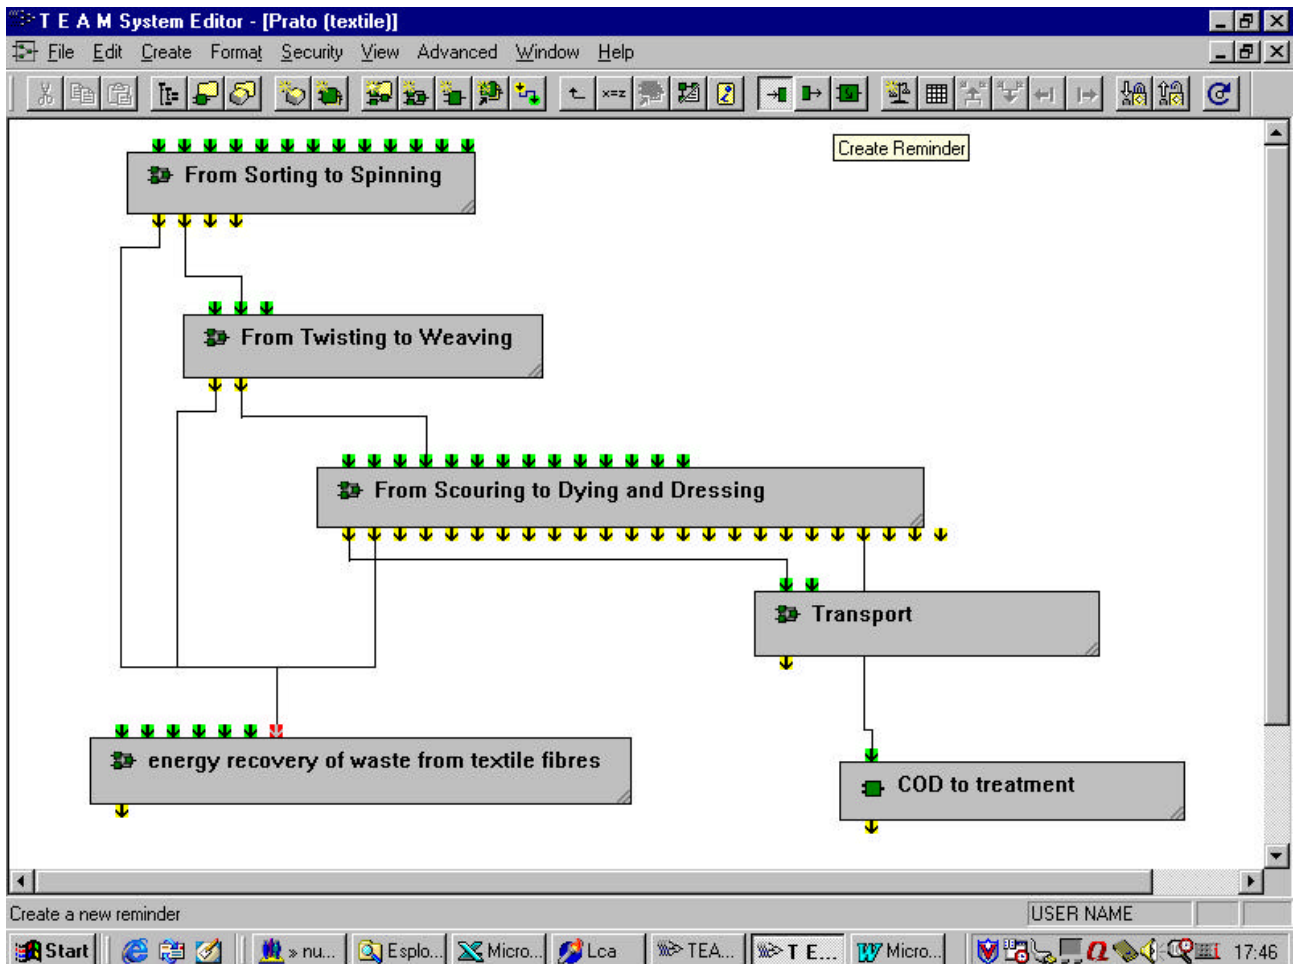 T E A M System Editor - [Prato (textile)]
File Edit Create Format Security View Advanced Window Help
x=z
Create Reminder
From Sorting to Spinning
From Twisting to Weaving
From Scouring to Dying and Dressing
Transport
energy recovery of waste from textile fibres
COD to treatment
Create a new reminder
USER NAME
Start » nu... Esplo... Micro... Lca TEA... T E... Micro... 17:46